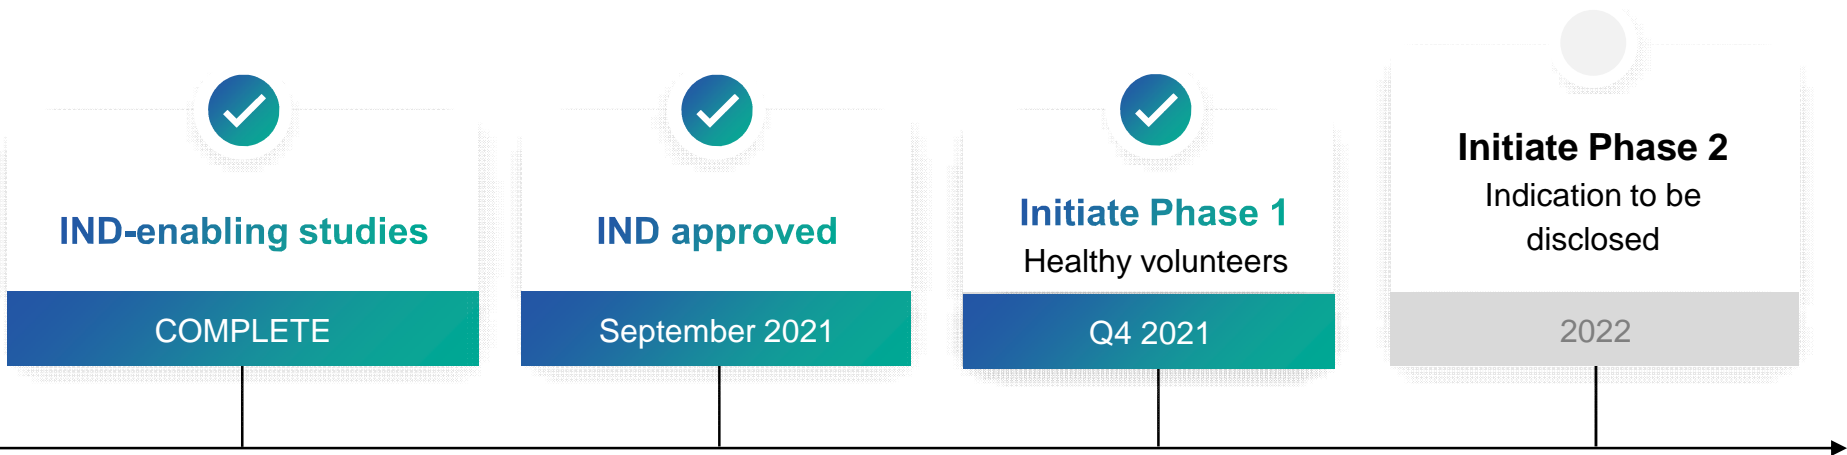 IND-enabling studies
COMPLETE
IND approved
September 2021
Initiate Phase 1
Healthy volunteers
Q4 2021
Initiate Phase 2
Indication to be
disclosed
2022